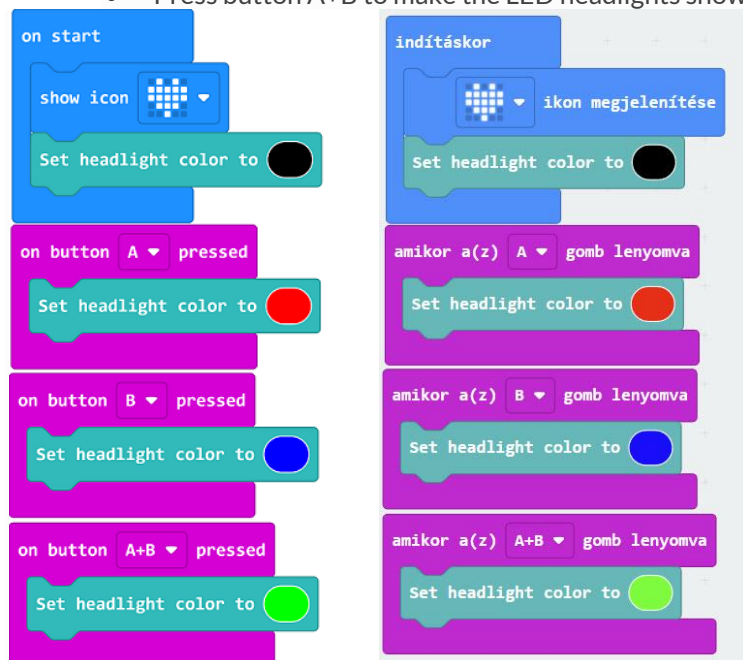 Press button A+B to make the LED headlights show
on start
show icon
Set headlight color to
on button A pressed
Set headlight color to
on button B pressed
Set headlight color to
on button A+B pressed
Set headlight color to
indításkor
ikon megjelenítése
Set headlight color to
amikor a(z) A gomb lenyomva
Set headlight color to
amikor a(z) B gomb lenyomva
Set headlight color to
amikor a(z) A+B gomb lenyomva
Set headlight color to